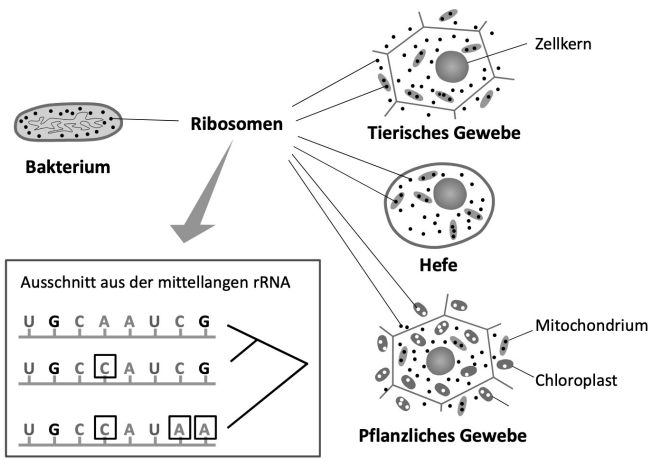 Zellkern
Ribosomen
Tierisches Gewebe
Bakterium
Hefe
Ausschnitt aus der mittellangen rRNA
U G C A A U C G
U G C C A U C G
U G C C A U A A
Mitochondrium
Chloroplast
Pflanzliches Gewebe